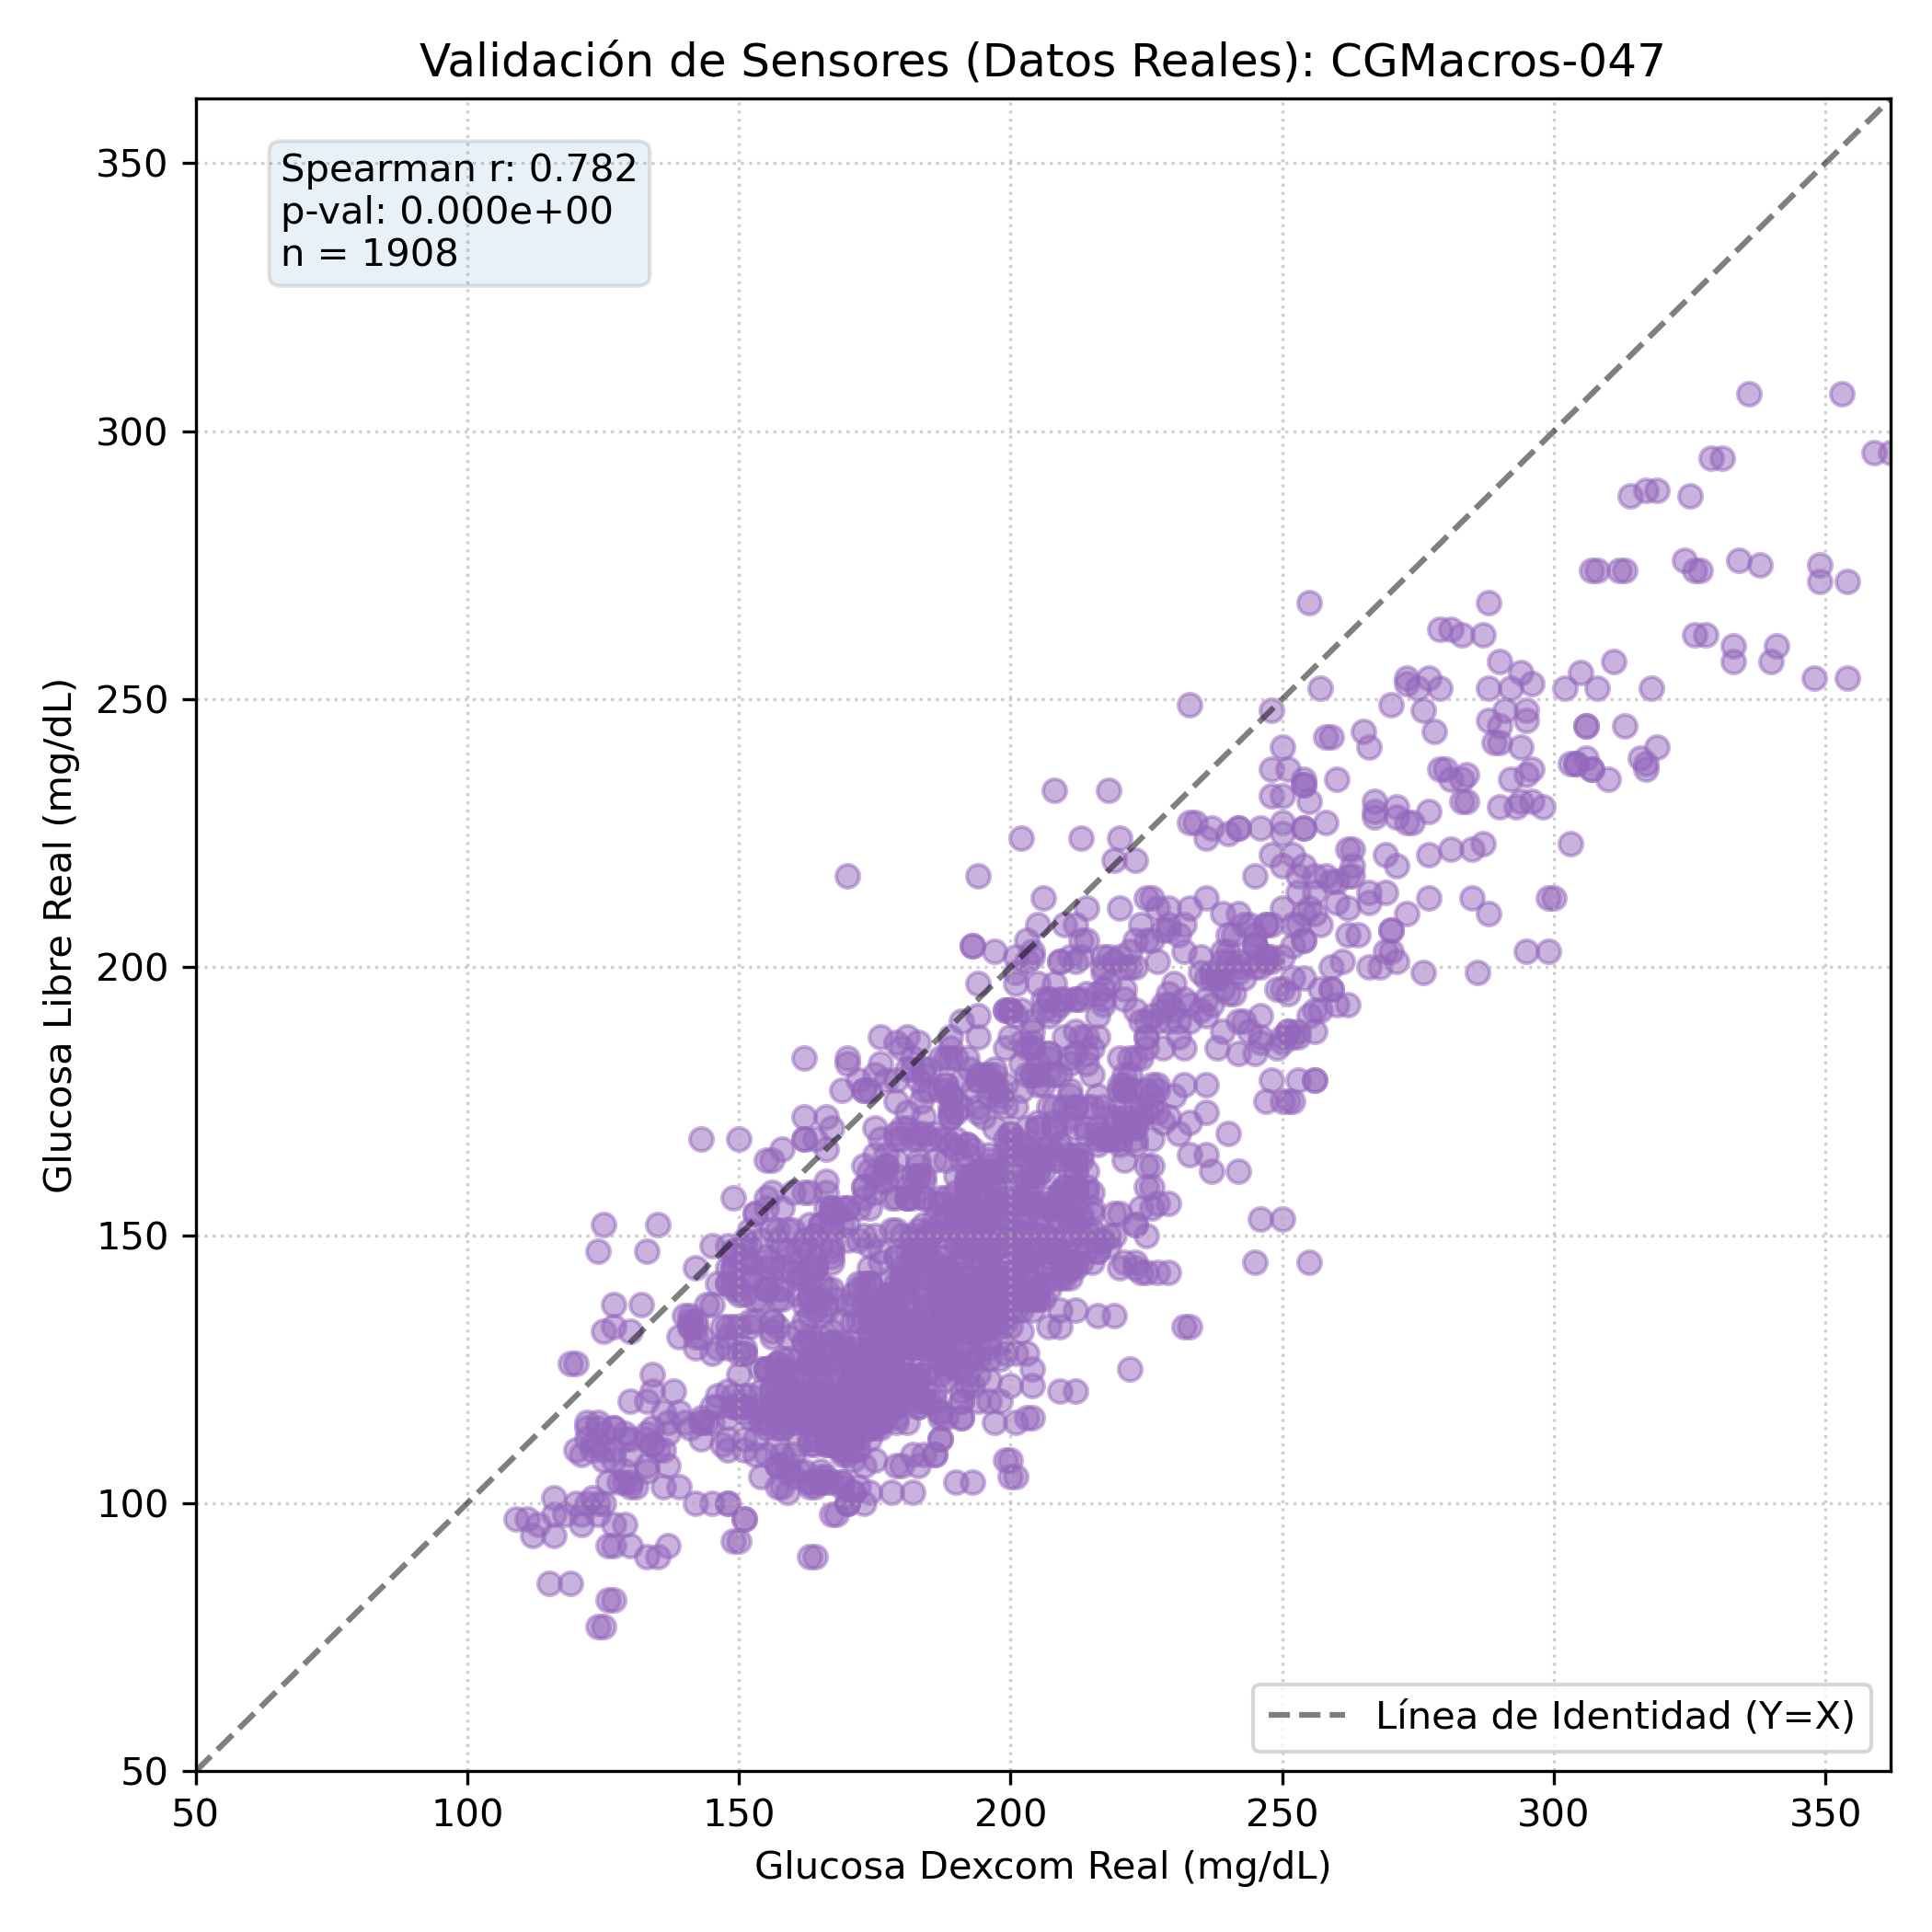 Validación de Sensores (Datos Reales): CGMacros-047
Spearman r: 0.782
p-val: 0.000e+00
n = 1908
Glucosa Libre Real (mg/dL)
350
300
250
200
150
100
50
Línea de Identidad (Y=X)
50 100 150 200 250 300 350
Glucosa Dexcom Real (mg/dL)